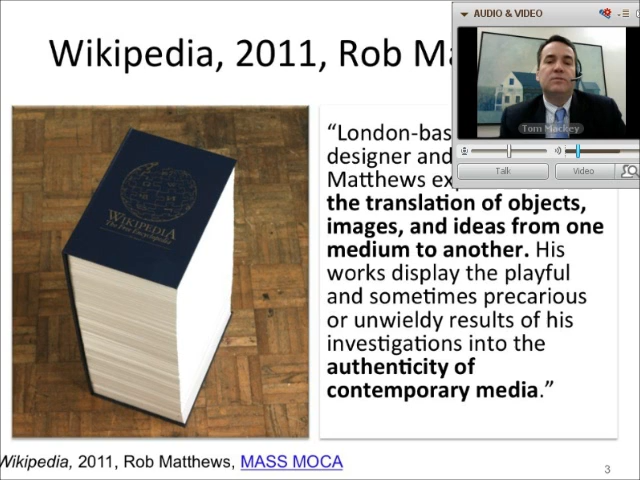 Wikipedia, 2011, Rob Ma
AUDIO & VIDEO
Tom Mackey
Talk
Video
WIKIPEDIA
The Free Encyclopedia
“London-bas
designer and
Matthews exp
the translation of objects,
images, and ideas from one
medium to another. His
works display the playful
and sometimes precarious
or unwieldy results of his
investigations into the
authenticity of
contemporary media.”
Wikipedia, 2011, Rob Matthews, MASS MOCA
3